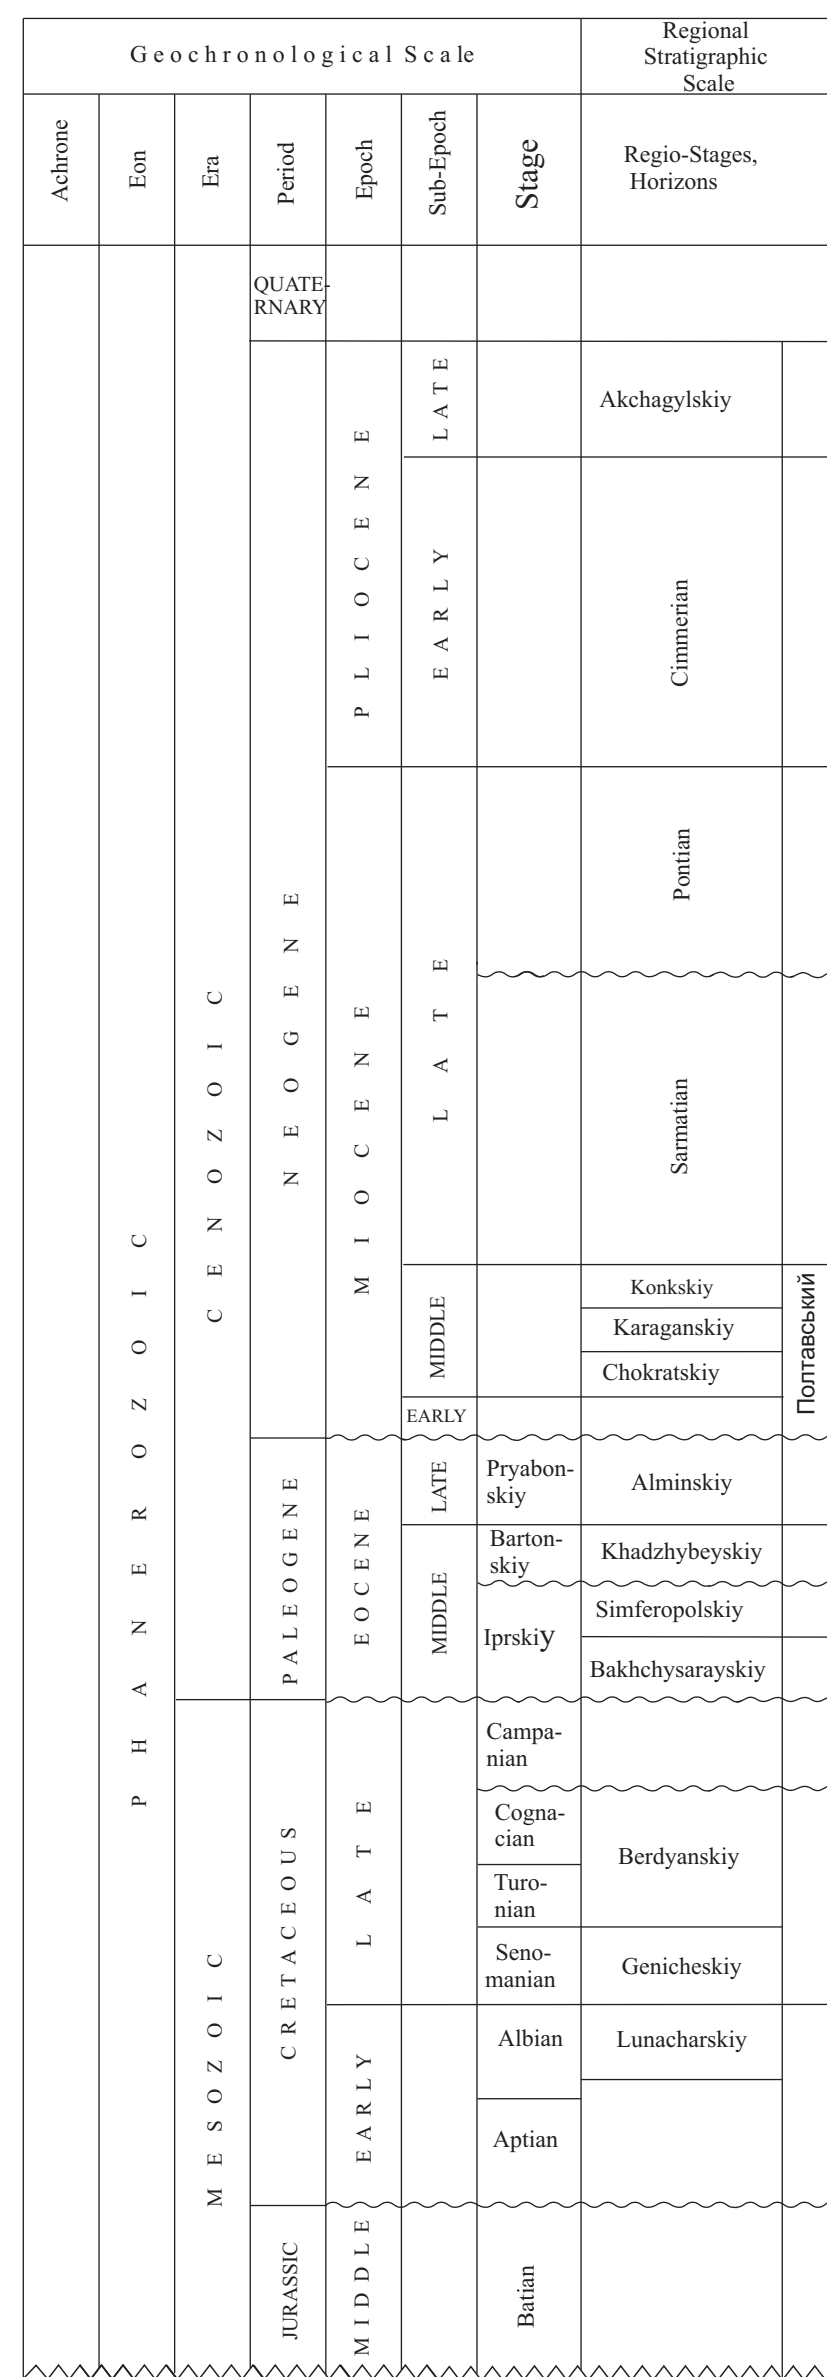 Geochronological Scale
Regional
Stratigraphic
Scale
Achrone
Eon
Era
Period
Epoch
Sub-Epoch
Stage
Regio-Stages,
Horizons
PHANEROZOIC
CENOZOIC
QUATE-
RNARY
NEOGENE
PLIOCENE
LATE
Akchagylskiy
EARLY
Cimmerian
MIOCENE
LATE
Pontian
Sarmatian
MIDDLE
Konkskiy
Karaganskiy
Chokratskiy
Полтавський
EARLY
PALEOGENE
EOCENE
LATE
Pryabon-
skiy
Alminskiy
MIDDLE
Barton-
skiy
Khadzhybeyskiy
Iprskiy
Simferopolskiy
Bakhchysarayskiy
MESOZOIC
CRETACEOUS
LATE
Campa-
nian
Cogna-
cian
Berdyanskiy
Turo-
nian
Seno-
manian
Genicheskiy
EARLY
Albian
Lunacharskiy
Aptian
JURASSIC
MIDDLE
Batian